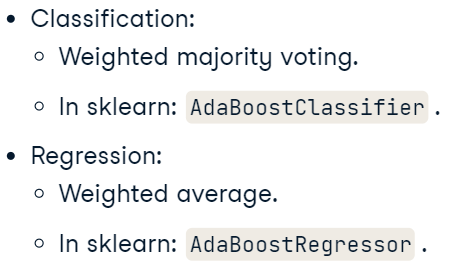 • Classification:
◦ Weighted majority voting.
◦ In sklearn: AdaBoostClassifier .
• Regression:
◦ Weighted average.
◦ In sklearn: AdaBoostRegressor .